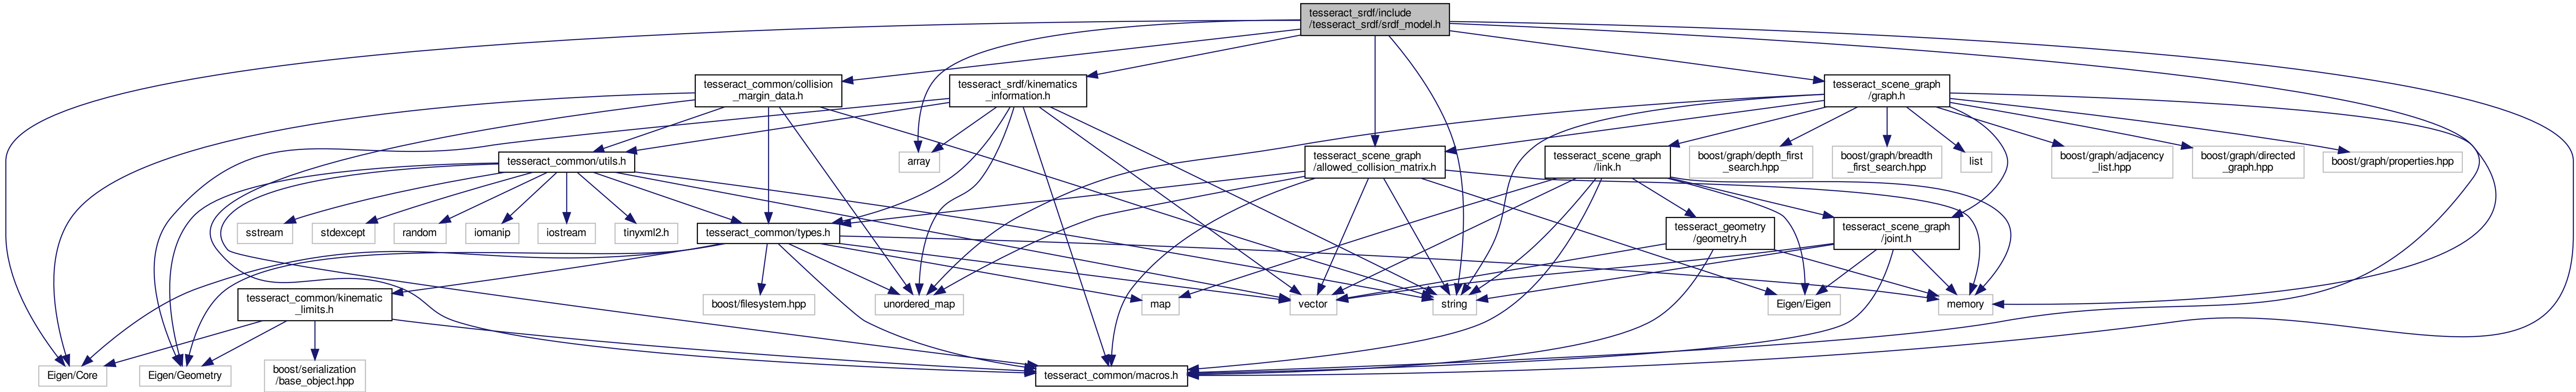 tesseract_srdf/include
/tesseract_srdf/srdf_model.h
tesseract_common/collision
_margin_data.h
tesseract_srdf/kinematics
_information.h
tesseract_scene_graph
/graph.h
tesseract_common/utils.h
array
tesseract_scene_graph
/allowed_collision_matrix.h
tesseract_scene_graph
/link.h
boost/graph/depth_first
_search.hpp
boost/graph/breadth
_first_search.hpp
list
boost/graph/adjacency
_list.hpp
boost/graph/directed
_graph.hpp
boost/graph/properties.hpp
sstream
stdexcept
random
iomanip
iostream
tinyxml2.h
tesseract_common/types.h
tesseract_geometry
/geometry.h
tesseract_scene_graph
/joint.h
tesseract_common/kinematic
_limits.h
boost/filesystem.hpp
unordered_map
map
vector
string
Eigen/Eigen
memory
Eigen/Core
Eigen/Geometry
boost/serialization
/base_object.hpp
tesseract_common/macros.h